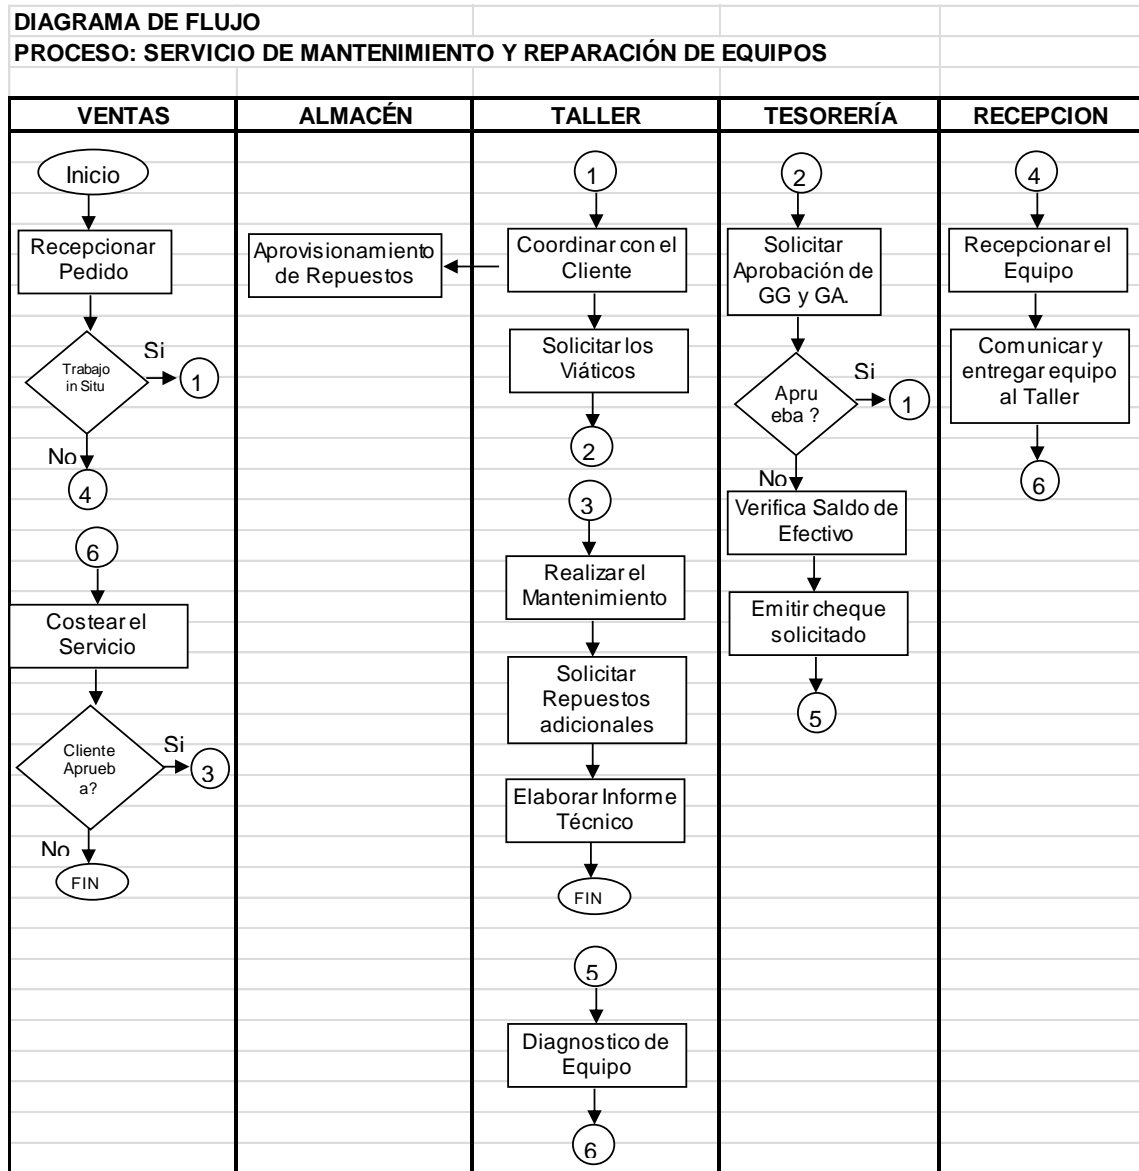 DIAGRAMA DE FLUJO
PROCESO: SERVICIO DE MANTENIMIENTO Y REPARACIÓN DE EQUIPOS
VENTAS
ALMACÉN
TALLER
TESORERÍA
RECEPCION
Inicio
Recepcionar
Pedido
Trabajo
in Situ
Si
1
No
4
6
Costear el
Servicio
Cliente
Aprueb
a?
Si
3
No
FIN
Aprovisionamiento
de Repuestos
1
Coordinar con el
Cliente
Solicitar los
Viáticos
2
3
Realizar el
Mantenimiento
Solicitar
Repuestos
adicionales
Elaborar Informe
Técnico
FIN
5
Diagnostico de
Equipo
6
2
Solicitar
Aprobación de
GG y GA.
Apru
eba ?
Si
1
No
Verifica Saldo de
Efectivo
Emitir cheque
solicitado
5
4
Recepcionar el
Equipo
Comunicar y
entregar equipo
al Taller
6